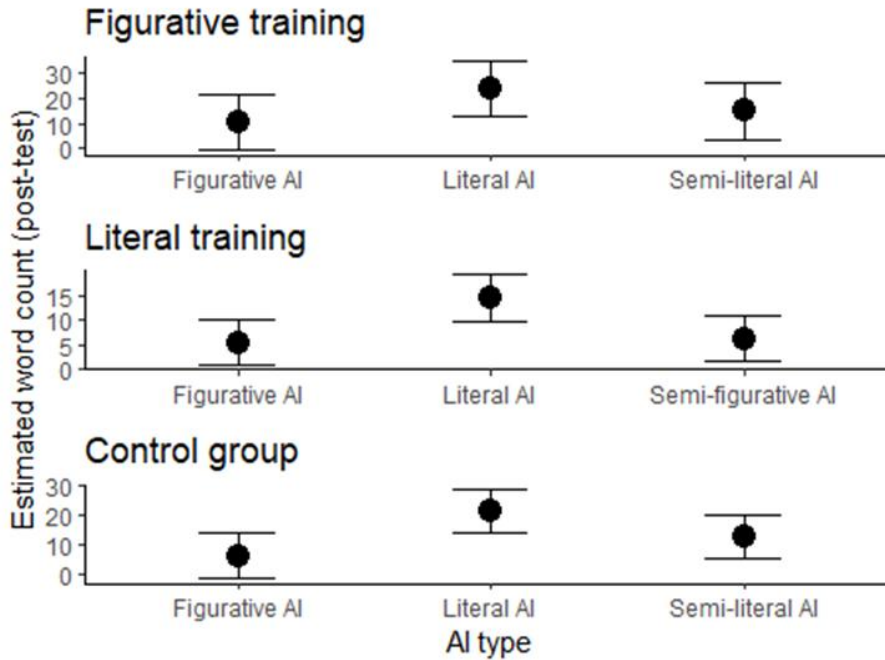 Figurative training
30
20
10
0
Figurative AI Literal AI Semi-literal AI
Literal training
15
10
5
0
Figurative AI Literal AI Semi-figurative AI
Control group
30
20
10
0
Figurative AI Literal AI Semi-literal AI
AI type
Estimated word count (post-test)